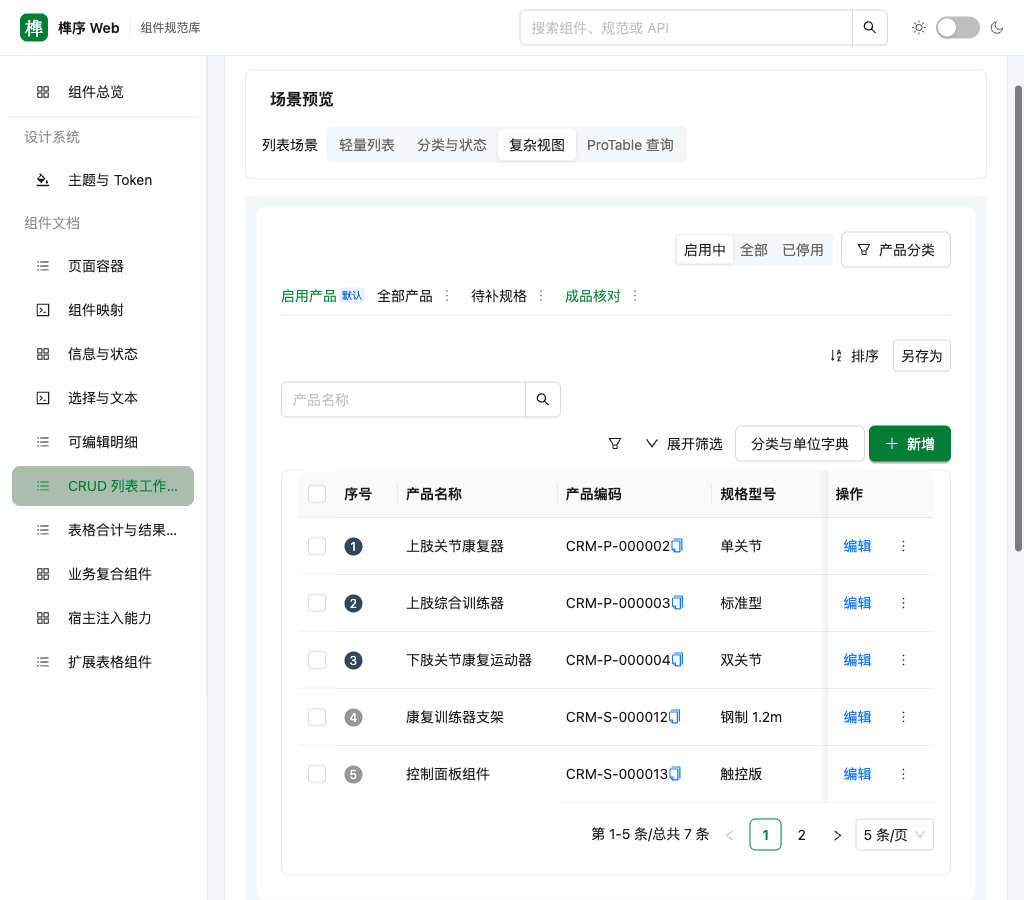 榫 榫序 Web 组件规范库 搜索组件、规范或 API
组件总览
设计系统
主题与 Token
组件文档
页面容器
组件映射
信息与状态
选择与文本
可编辑明细
CRUD 列表工作...
表格合计与结果...
业务复合组件
宿主注入能力
扩展表格组件
场景预览
列表场景 轻量列表 分类与状态 复杂视图 ProTable 查询
启用中 全部 已停用 产品分类
启用产品 默认 全部产品 待补规格 成品核对
排序 另存为
产品名称
展开筛选 分类与单位字典 新增
序号 产品名称 产品编码 规格型号 操作
1 上肢关节康复器 CRM-P-000002 单关节 编辑
2 上肢综合训练器 CRM-P-000003 标准型 编辑
3 下肢关节康复运动器 CRM-P-000004 双关节 编辑
4 康复训练器支架 CRM-S-000012 钢制 1.2m 编辑
5 控制面板组件 CRM-S-000013 触控版 编辑
第 1-5 条/总共 7 条 1 2 5 条/页